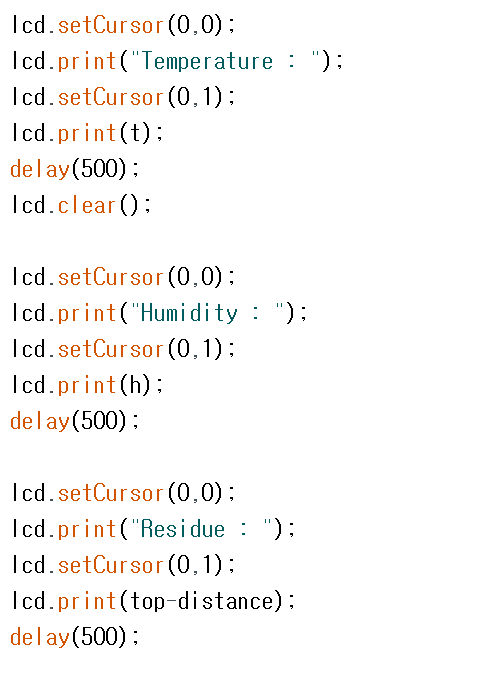 lcd.setCursor(0,0);
lcd.print("Temperature : ");
lcd.setCursor(0,1);
lcd.print(t);
delay(500);
lcd.clear();
lcd.setCursor(0,0);
lcd.print("Humidity : ");
lcd.setCursor(0,1);
lcd.print(h);
delay(500);
lcd.setCursor(0,0);
lcd.print("Residue : ");
lcd.setCursor(0,1);
lcd.print(top-distance);
delay(500);